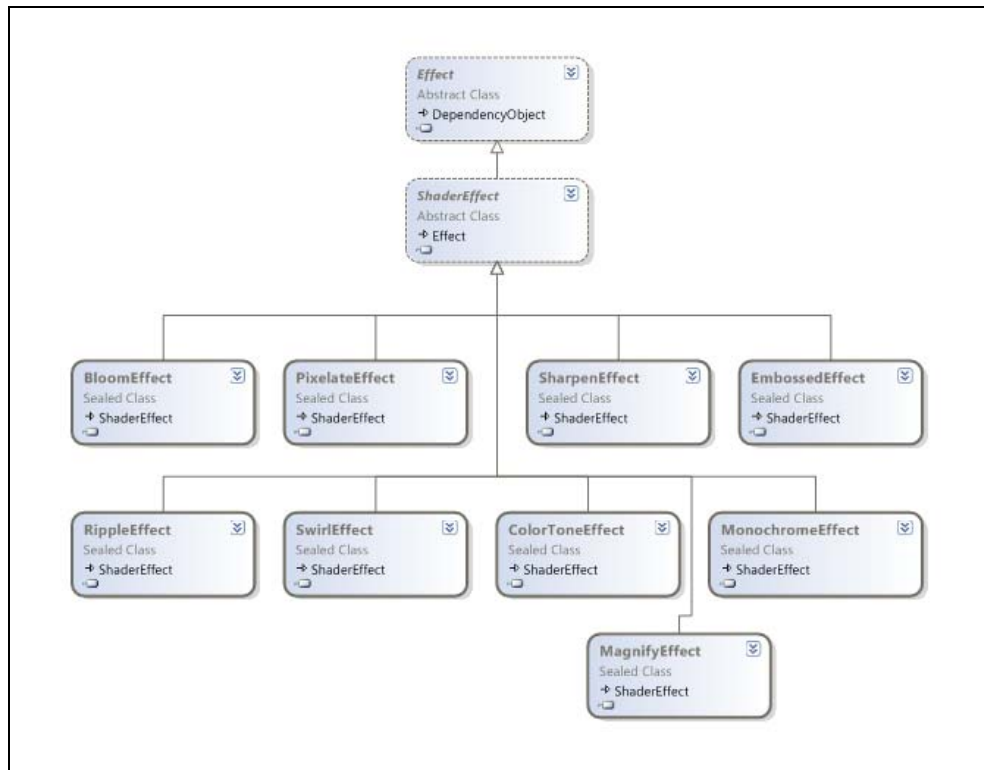 Effect
Abstract Class
DependencyObject
ShaderEffect
Abstract Class
Effect
BloomEffect
Sealed Class
ShaderEffect
PixelateEffect
Sealed Class
ShaderEffect
SharpenEffect
Sealed Class
ShaderEffect
EmbossedEffect
Sealed Class
ShaderEffect
RippleEffect
Sealed Class
ShaderEffect
SwirlEffect
Sealed Class
ShaderEffect
ColorToneEffect
Sealed Class
ShaderEffect
MonochromeEffect
Sealed Class
ShaderEffect
MagnifyEffect
Sealed Class
ShaderEffect